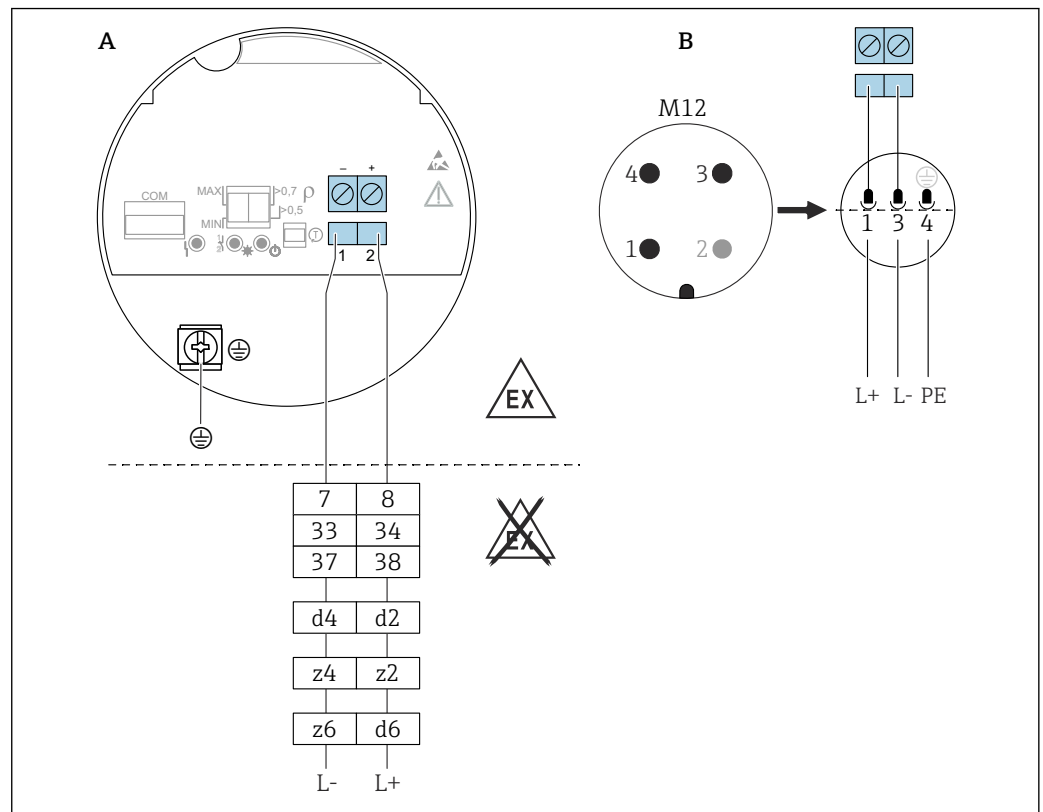 A
B
M12
– +
COM
MAX
>0,7 ρ
>0,5
MIN
1 2
4 3
1 2
1 3 4
L+ L- PE
EX
7 8
33 34
37 38
EX
d4 d2
z4 z2
z6 d6
L- L+